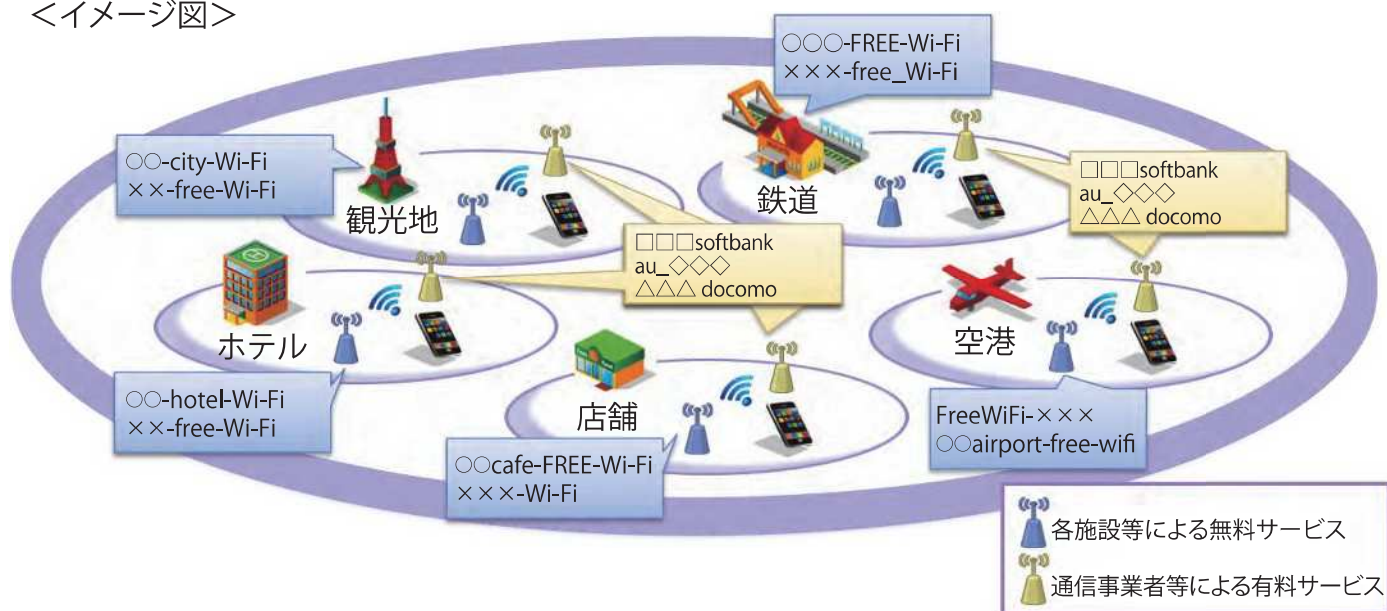 ＜イメージ図＞
○○○-FREE-Wi-Fi
×××-free_Wi-Fi
○○-city-Wi-Fi
××-free-Wi-Fi
観光地
鉄道
□□□softbank
au_◇◇◇
△△△ docomo
□□□softbank
au_◇◇◇
△△△ docomo
ホテル
空港
○○-hotel-Wi-Fi
××-free-Wi-Fi
店舗
FreeWiFi-×××
○○airport-free-wifi
○○cafe-FREE-Wi-Fi
×××-Wi-Fi
各施設等による無料サービス
通信事業者等による有料サービス